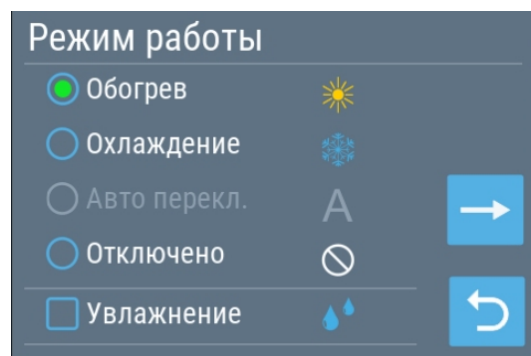 Режим работы
Обогрев
Охлаждение
Авто перекл.
A
Отключено
Увлажнение